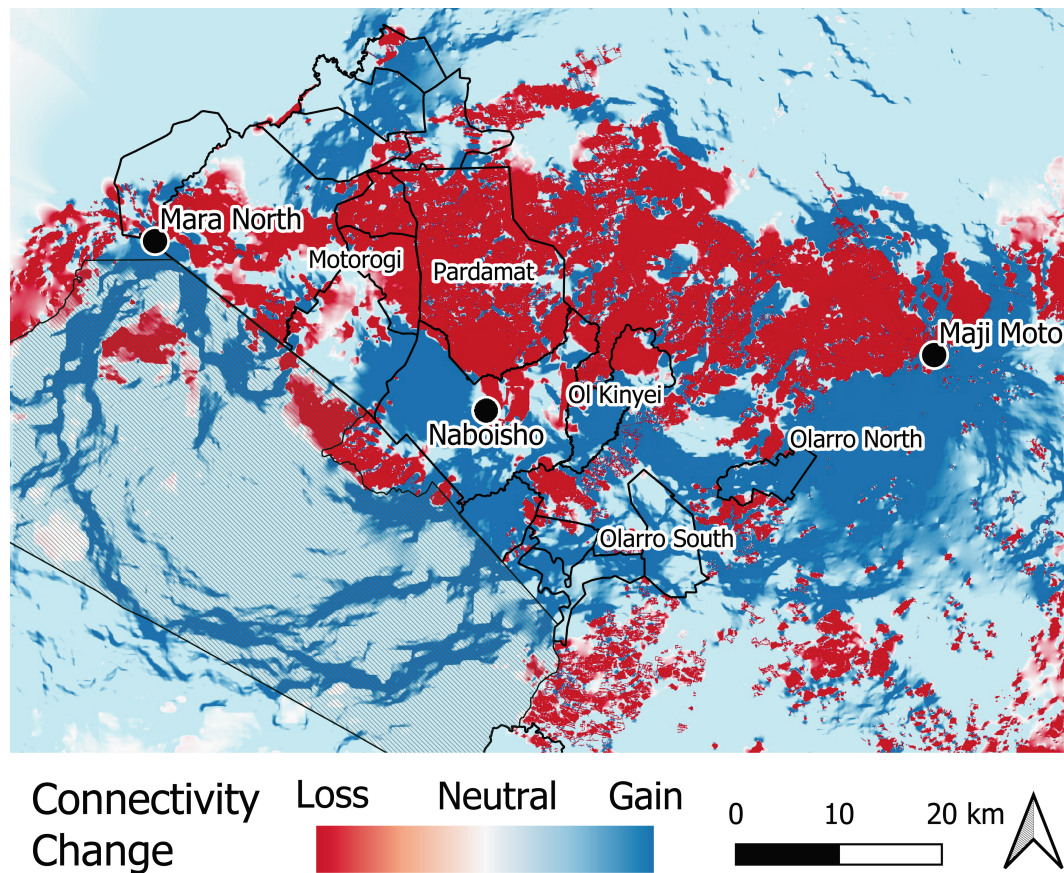 Mara North
Motorogi
Pardamat
Maji Moto
Ol Kinyei
Naboisho
Olarro North
Olarro South
Connectivity
Change
Loss
Neutral
Gain
0
10
20 km